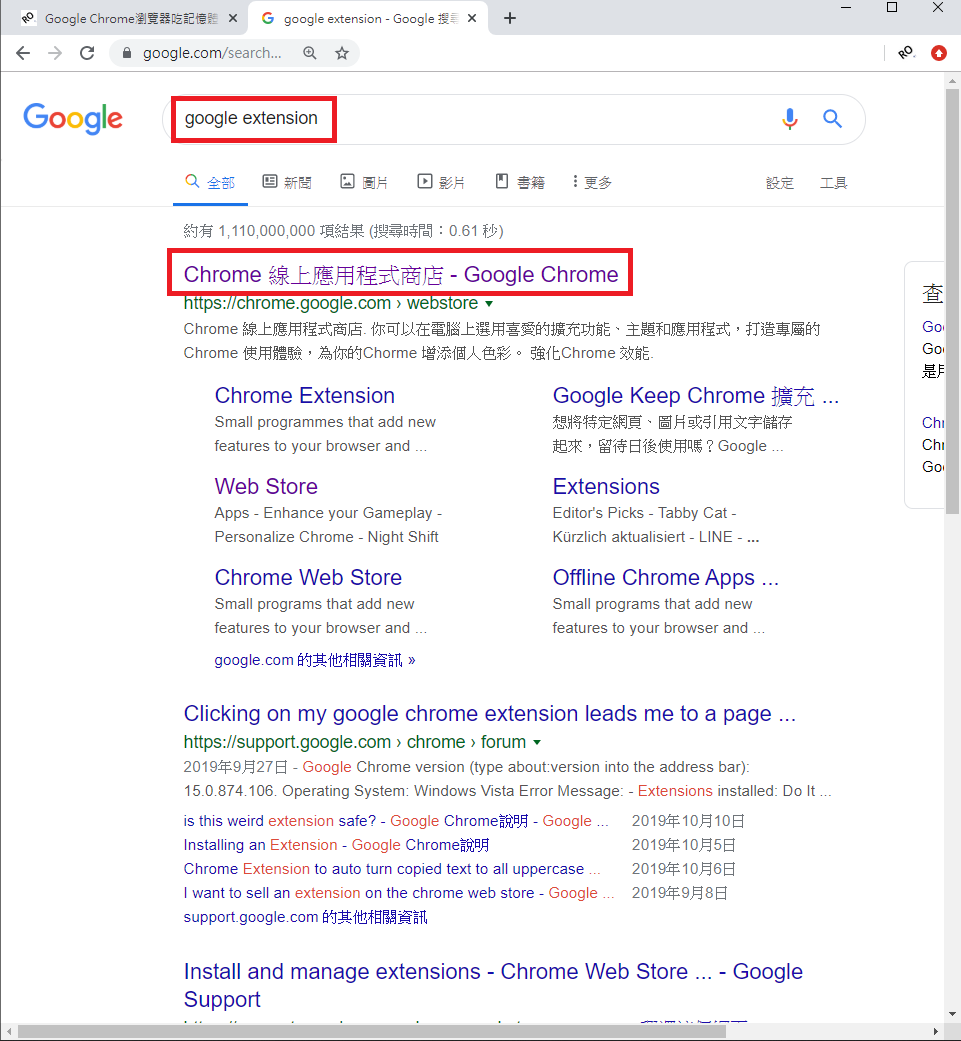 Google Chrome瀏覽器吃記憶體
google extension - Google 搜尋
google.com/search...
Google
google extension
全部
新聞
圖片
影片
書籍
更多
設定
工具
約有 1,110,000,000 項結果 (搜尋時間：0.61 秒)
Chrome 線上應用程式商店 - Google Chrome
https://chrome.google.com › webstore
Chrome 線上應用程式商店. 你可以在電腦上選用喜愛的擴充功能、主題和應用程式，打造專屬的
Chrome 使用體驗，為你的Chorme 增添個人色彩。 強化Chrome 效能.
Chrome Extension
Small programmes that add new
features to your browser and ...
Google Keep Chrome 擴充 ...
想將特定網頁、圖片或引用文字儲存
起來，留待日後使用嗎？Google ...
Web Store
Apps - Enhance your Gameplay -
Personalize Chrome - Night Shift
Extensions
Editor's Picks - Tabby Cat -
Kürzlich aktualisiert - LINE - ...
Chrome Web Store
Small programs that add new
features to your browser and ...
Offline Chrome Apps ...
Small programs that add new
features to your browser and ...
google.com 的其他相關資訊 »
Clicking on my google chrome extension leads me to a page ...
https://support.google.com › chrome › forum
2019年9月27日 - Google Chrome version (type about:version into the address bar):
15.0.874.106. Operating System: Windows Vista Error Message: - Extensions installed: Do It ...
is this weird extension safe? - Google Chrome說明 - Google ... 2019年10月10日
Installing an Extension - Google Chrome說明 2019年10月5日
Chrome Extension to auto turn copied text to all uppercase ... 2019年10月6日
I want to sell an extension on the chrome web store - Google ... 2019年9月8日
support.google.com 的其他相關資訊
Install and manage extensions - Chrome Web Store ... - Google
Support
查
Goo
Goo
是用
Chr
Chr
Goo